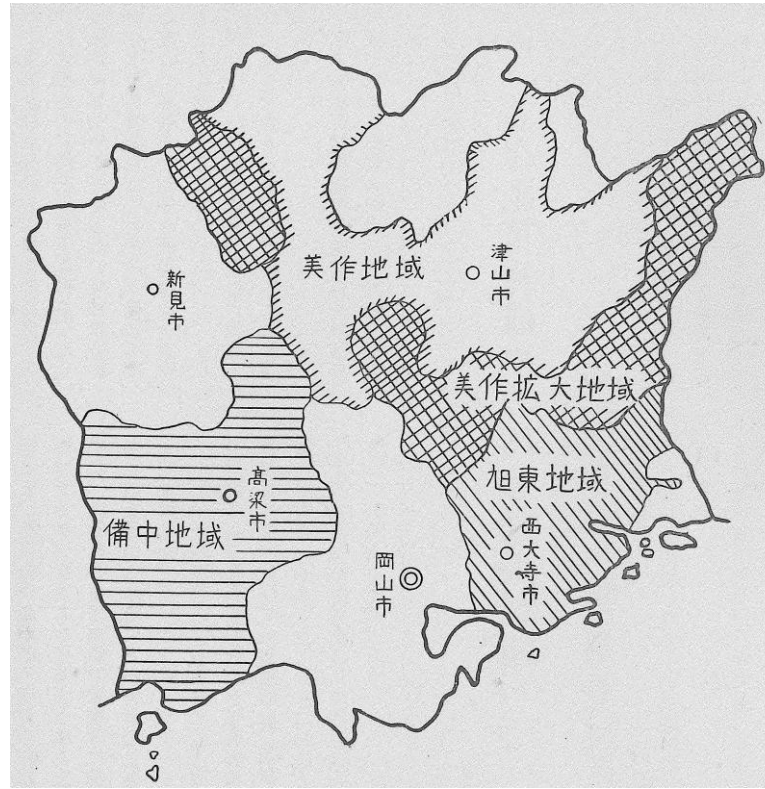 美作地域
津山市
新見市
美作拡大地域
旭東地域
高梁市
備中地域
西大寺市
岡山市